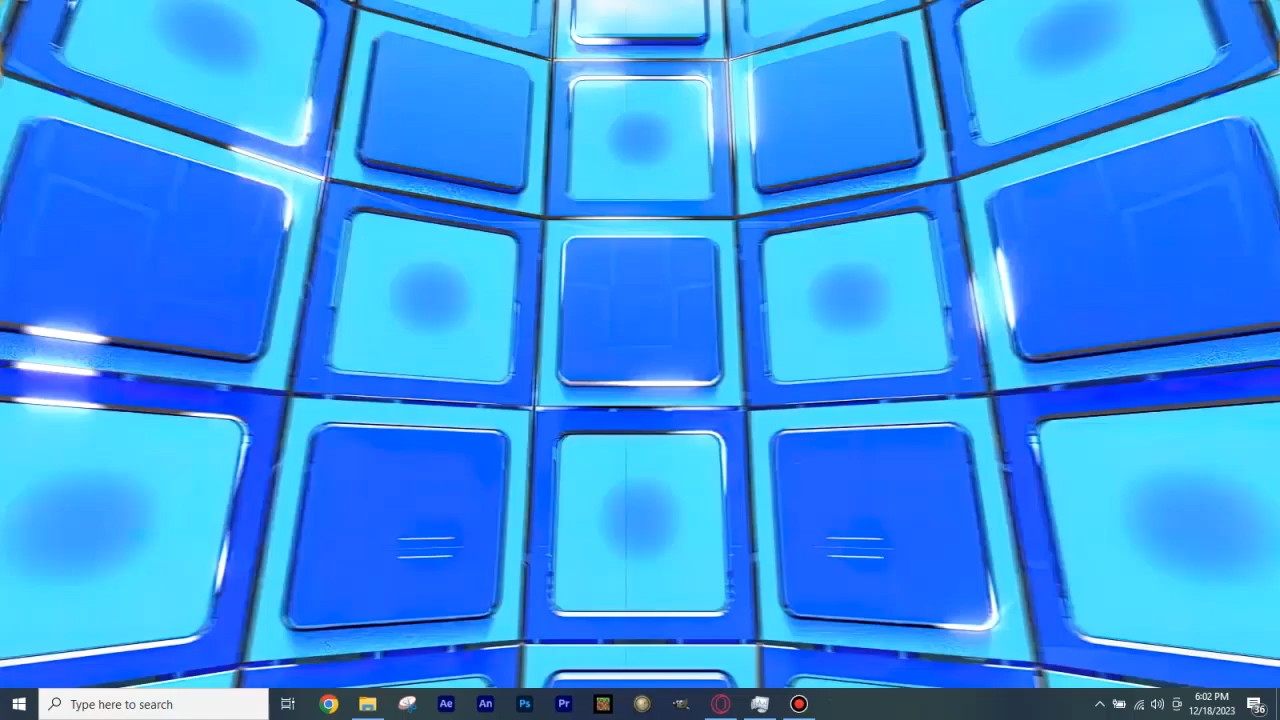 Type here to search
Ae
An
Ps
Pr
6:02 PM
12/18/2023
36